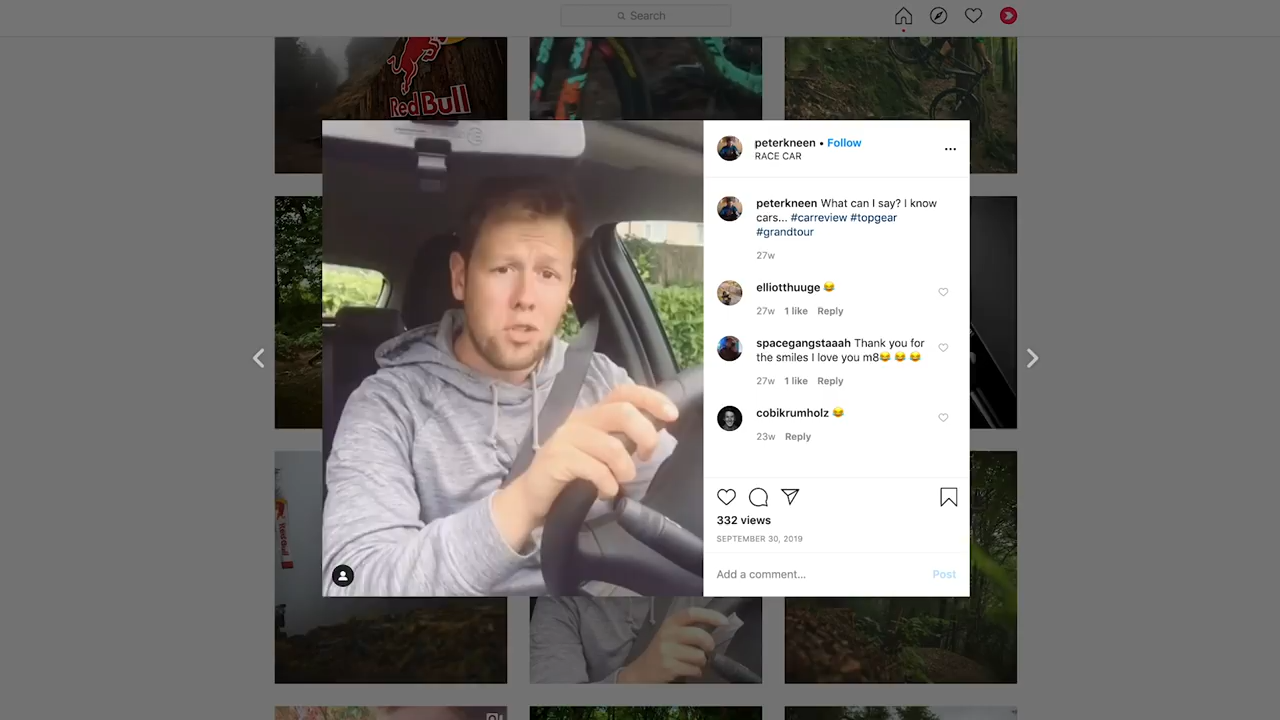 Search
Red Bull
peterkneen • Follow
RACE CAR
...
peterkneen What can I say? I know
cars... #carreview #topgear
#grandtour
27w
elliotthuuge 😂
27w 1 like Reply
spacegangstaaah Thank you for
the smiles I love you m8😂 😂 😂
27w 1 like Reply
cobikrumholz 😂
23w Reply
332 views
SEPTEMBER 30, 2019
Add a comment... Post
Red Bull